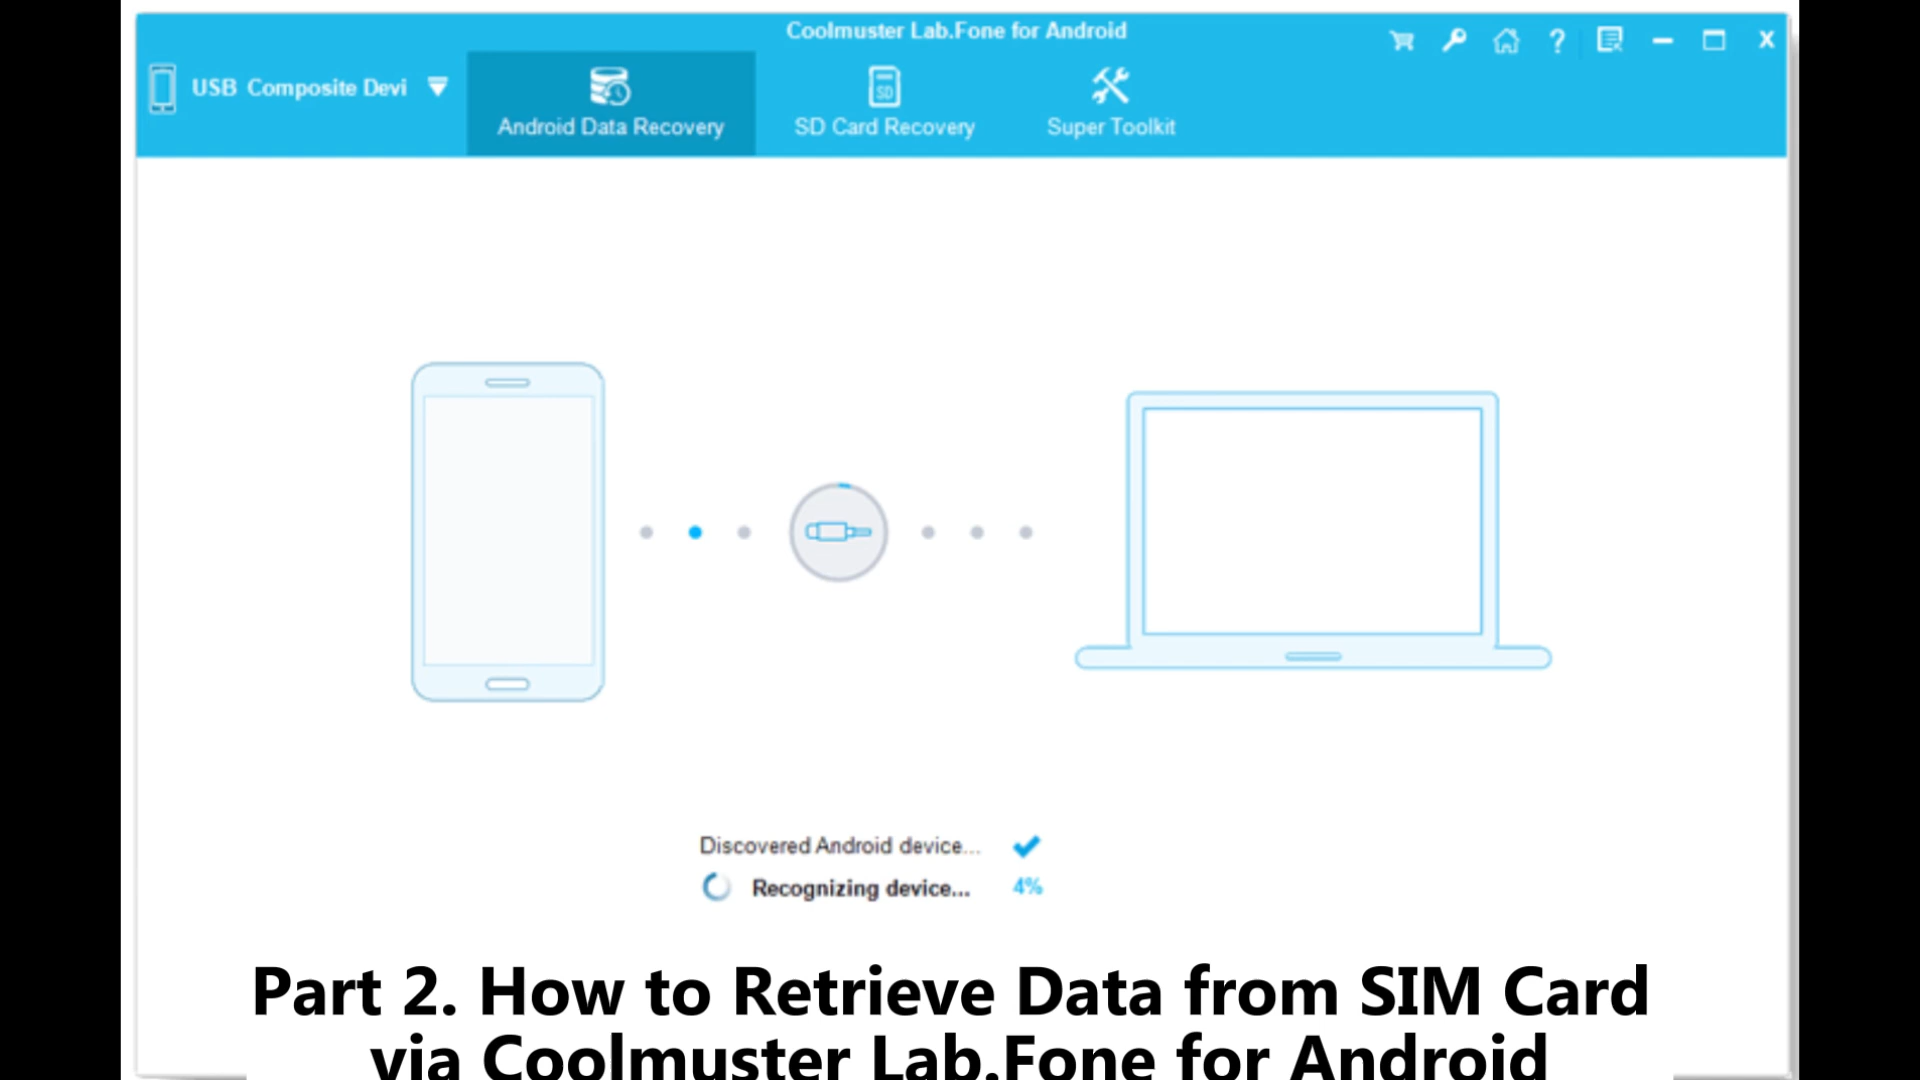 Coolmuster Lab.Fone for Android
USB Composite Devi
Android Data Recovery
SD
SD Card Recovery
Super Toolkit
Discovered Android device...
Recognizing device... 4%
Part 2. How to Retrieve Data from SIM Card
via Coolmuster Lab.Fone for Android